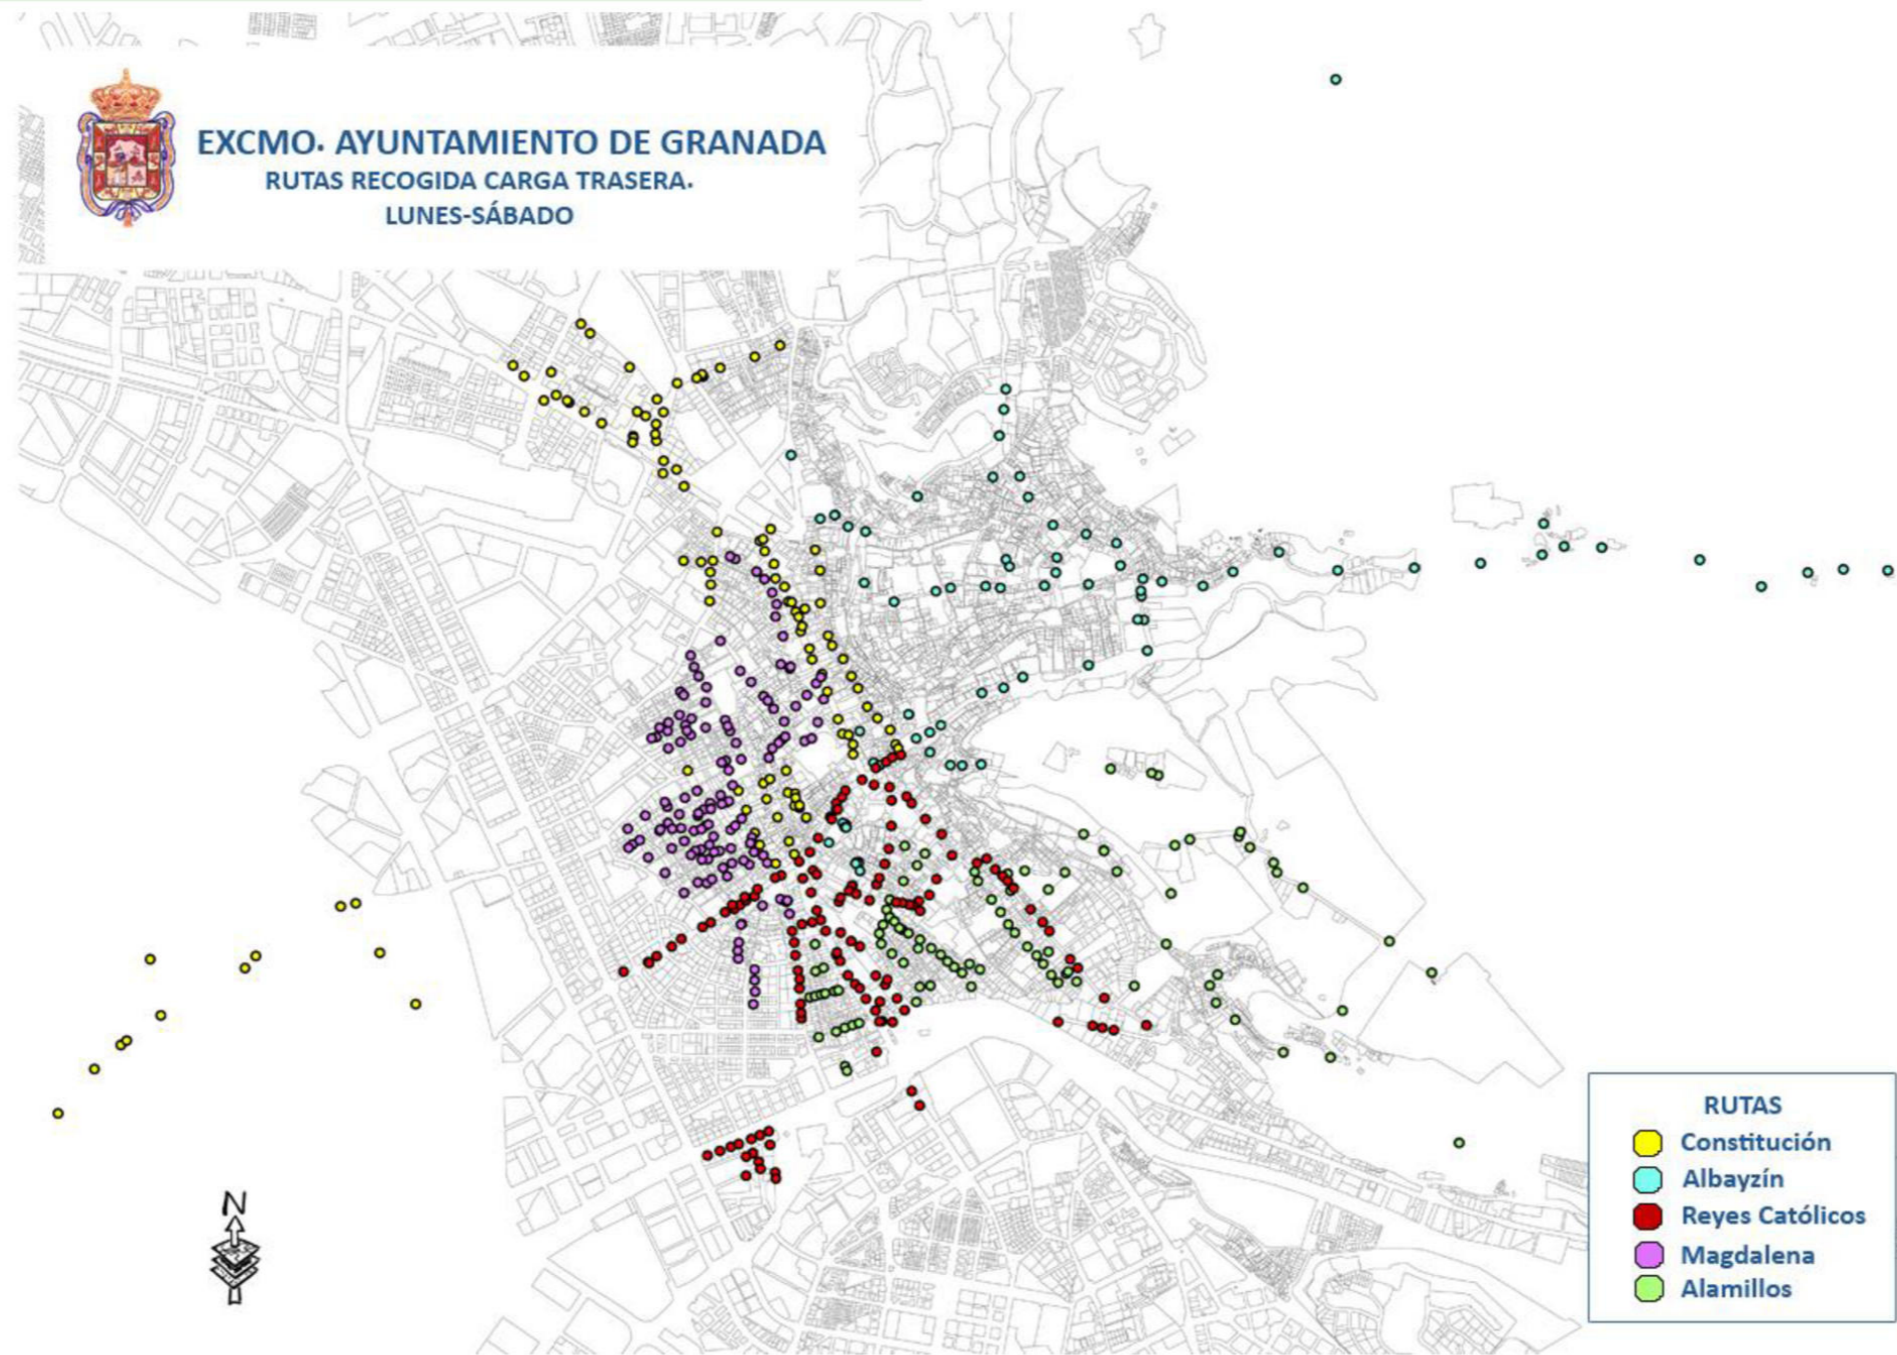 EXCMO. AYUNTAMIENTO DE GRANADA
RUTAS RECOGIDA CARGA TRASERA.
LUNES-SÁBADO
RUTAS
Constitución
Albayzín
Reyes Católicos
Magdalena
Alamillos
N